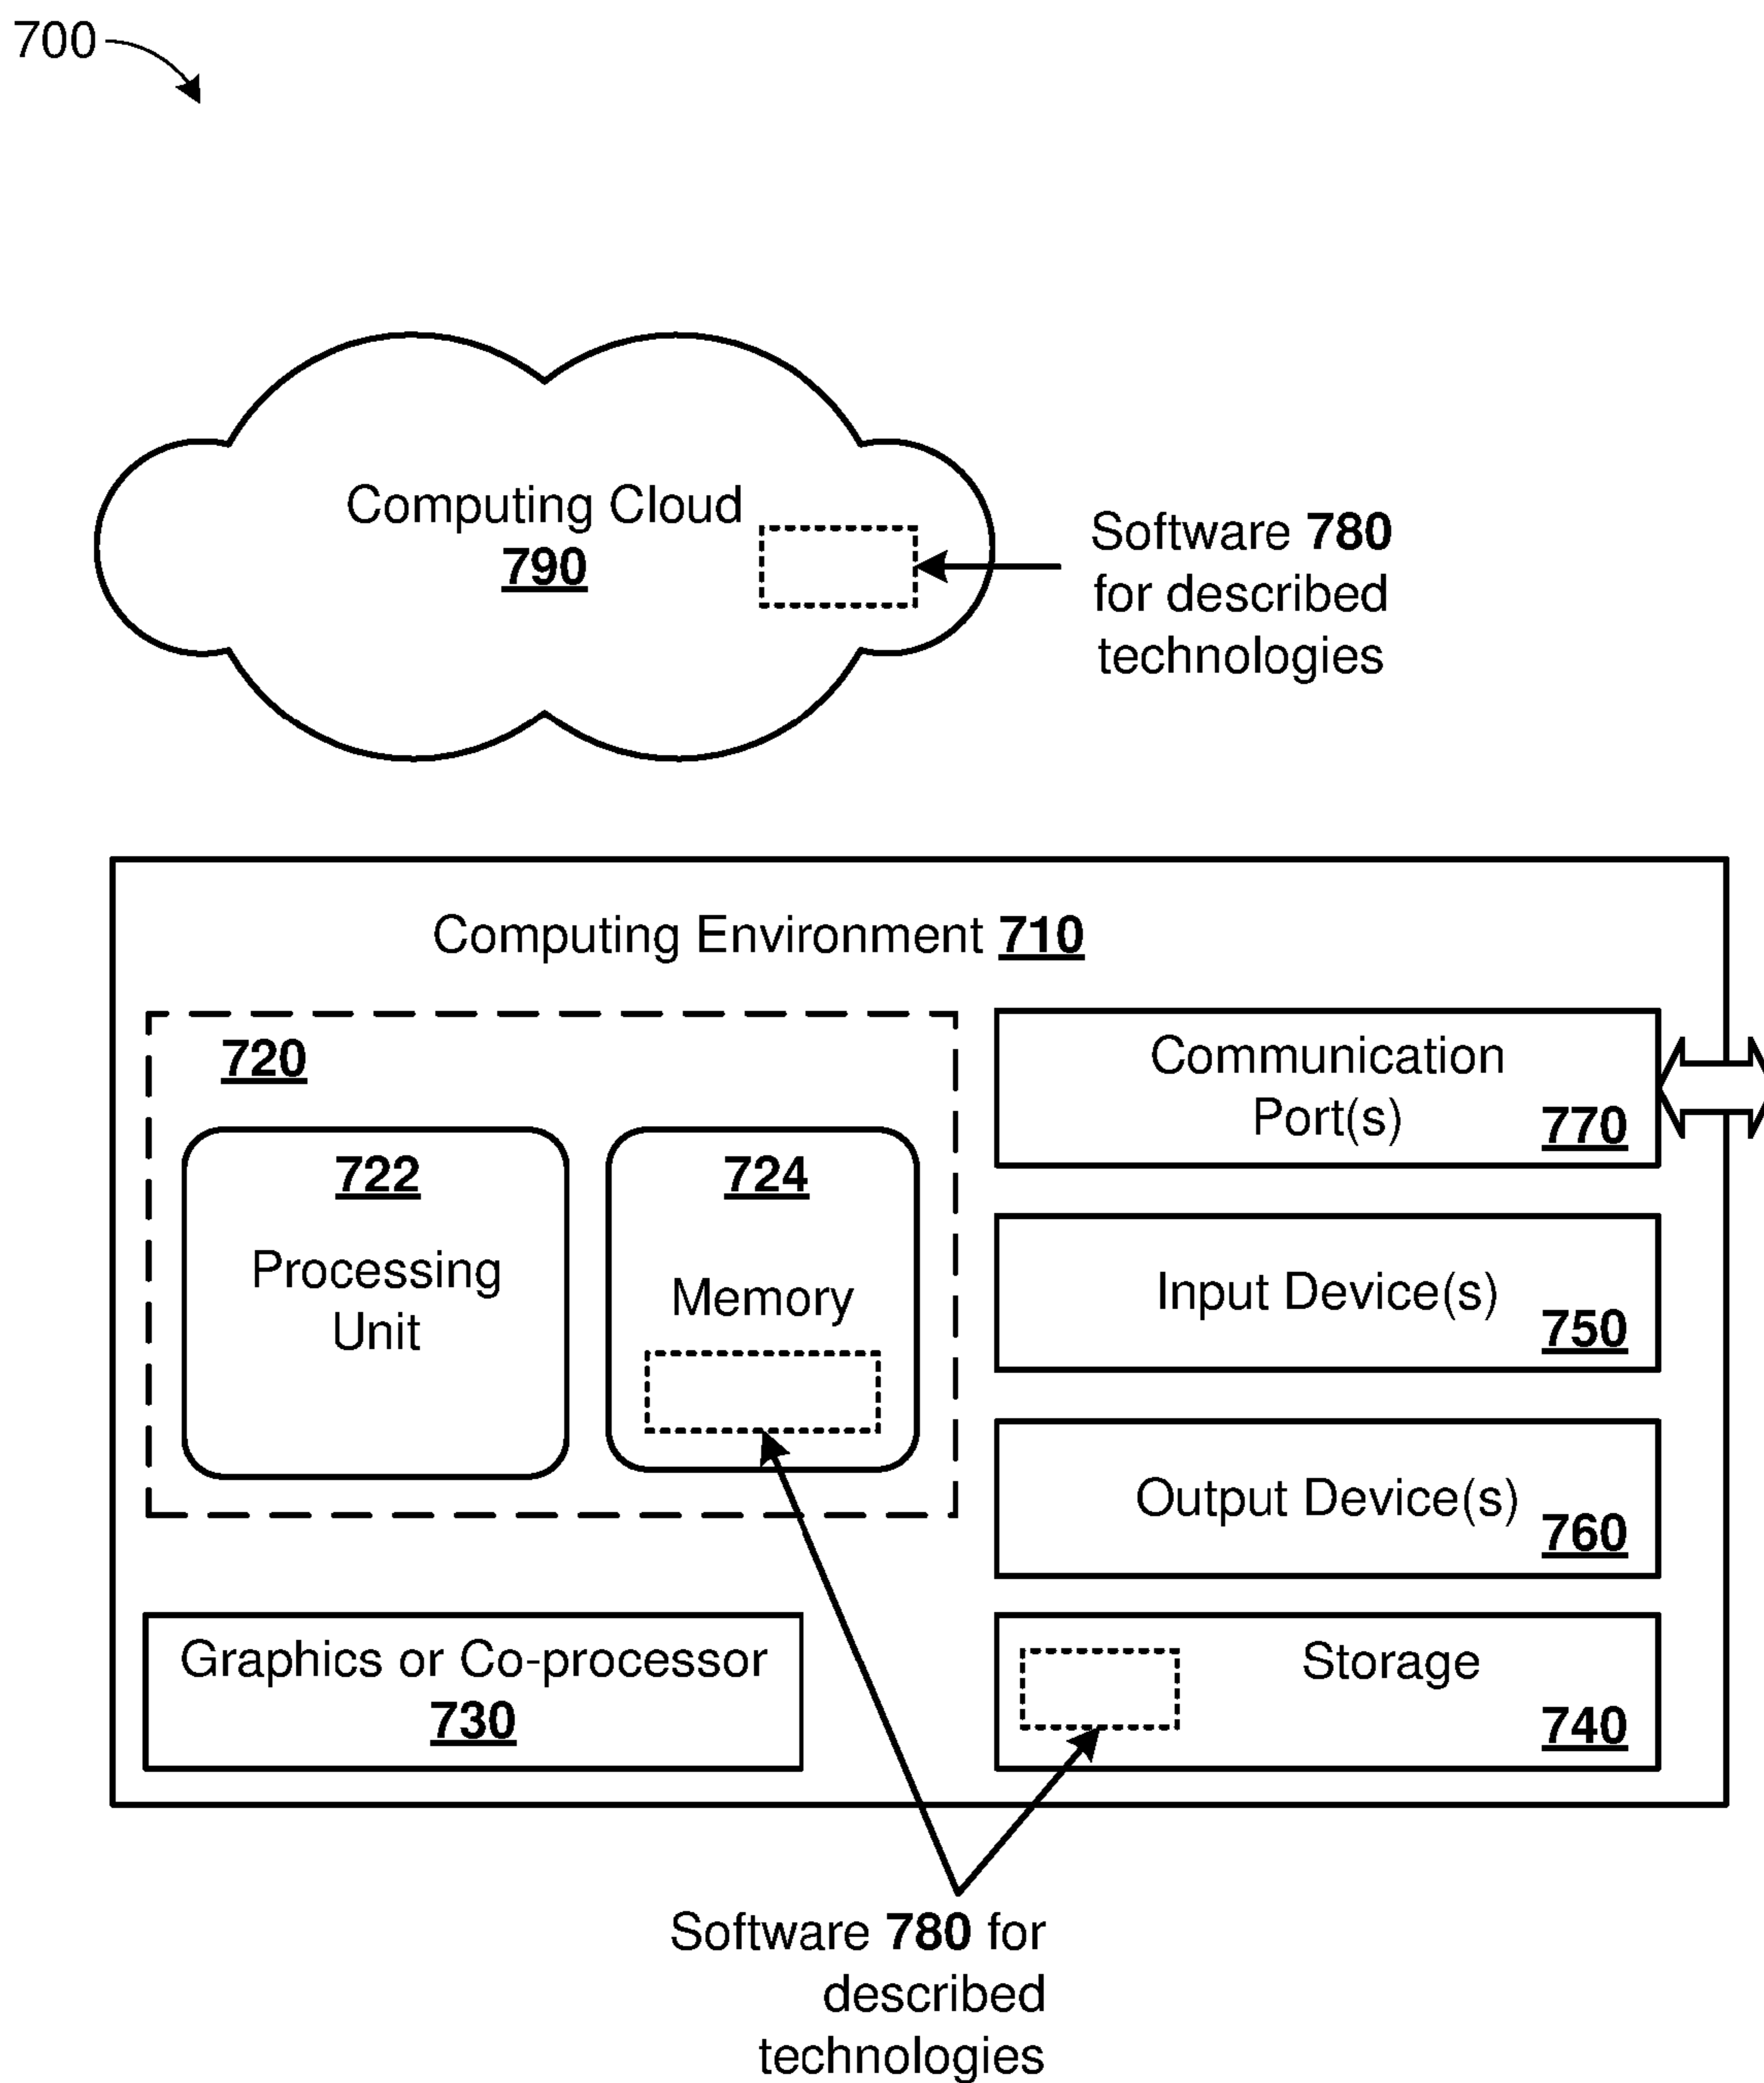 700
Computing Cloud
790
Software 780
for described
technologies
Computing Environment 710
720
722
Processing
Unit
724
Memory
Communication
Port(s)
770
Input Device(s)
750
Output Device(s)
760
Graphics or Co-processor
730
Storage
740
Software 780 for
described
technologies